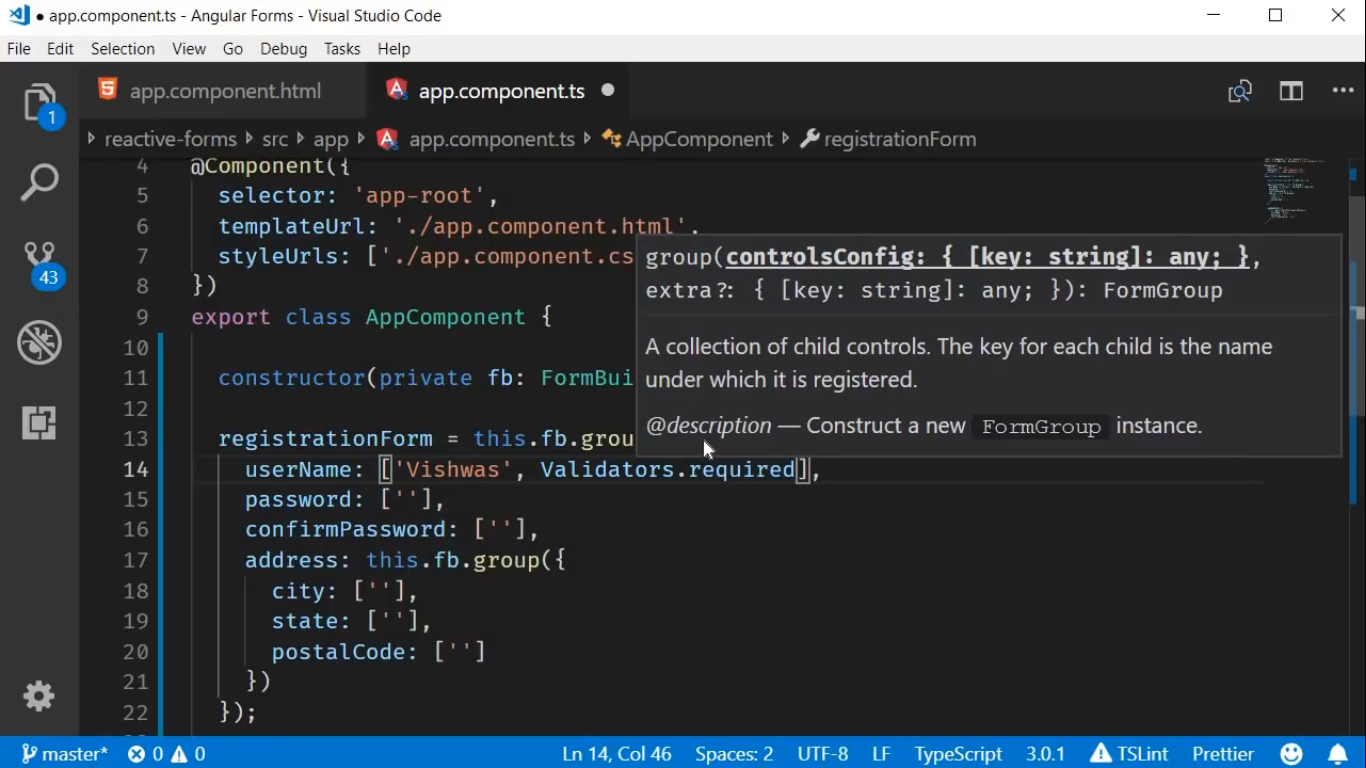 app.component.ts - Angular Forms - Visual Studio Code
File Edit Selection View Go Debug Tasks Help
app.component.html app.component.ts
reactive-forms src app app.component.ts AppComponent registrationForm
4 @Component({
5 selector: 'app-root',
6 templateUrl: './app.component.html',
7 styleUrls: ['./app.component.cs
8 })
9 export class AppComponent {
10
11 constructor(private fb: FormBui
12
13 registrationForm = this.fb.grou
14 userName: ['Vishwas', Validators.required],
15 password: [''],
16 confirmPassword: [''],
17 address: this.fb.group({
18 city: [''],
19 state: [''],
20 postalCode: ['']
21 })
22 });
group(controlsConfig: { [key: string]: any; },
extra?: { [key: string]: any; }): FormGroup
A collection of child controls. The key for each child is the name
under which it is registered.
@description — Construct a new FormGroup instance.
1
43
master* 0 0 Ln 14, Col 46 Spaces: 2 UTF-8 LF TypeScript 3.0.1 TSLint Prettier